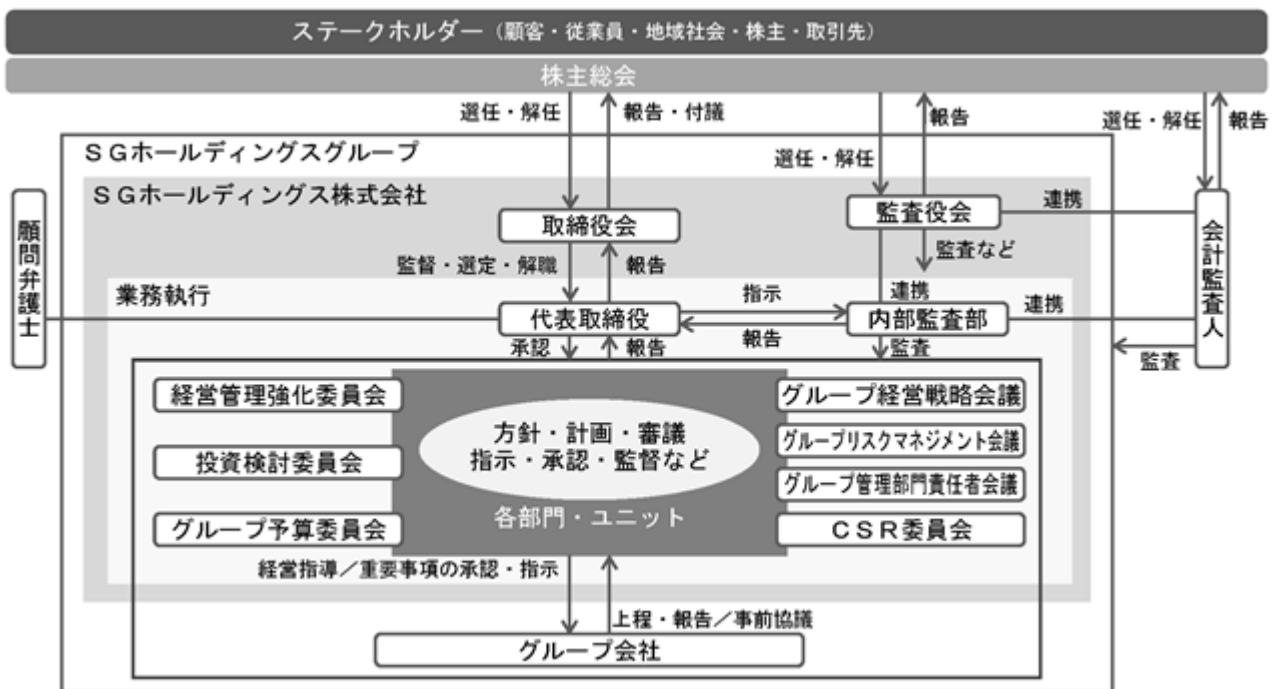 ステークホルダー（顧客・従業員・地域社会・株主・取引先）
株主総会
選任・解任
報告・付議
選任・解任
報告
選任・解任
報告
ＳＧホールディングスグループ
ＳＧホールディングス株式会社
顧問弁護士
取締役会
監査役会
連携
会計監査人
監督・選定・解職
報告
監査など
業務執行
指示
連携
代表取締役
内部監査部
連携
報告
承認
報告
監査
監査
経営管理強化委員会
グループ経営戦略会議
方針・計画・審議
指示・承認・監督など
グループリスクマネジメント会議
投資検討委員会
グループ管理部門責任者会議
各部門・ユニット
グループ予算委員会
ＣＳＲ委員会
経営指導／重要事項の承認・指示
上程・報告／事前協議
グループ会社